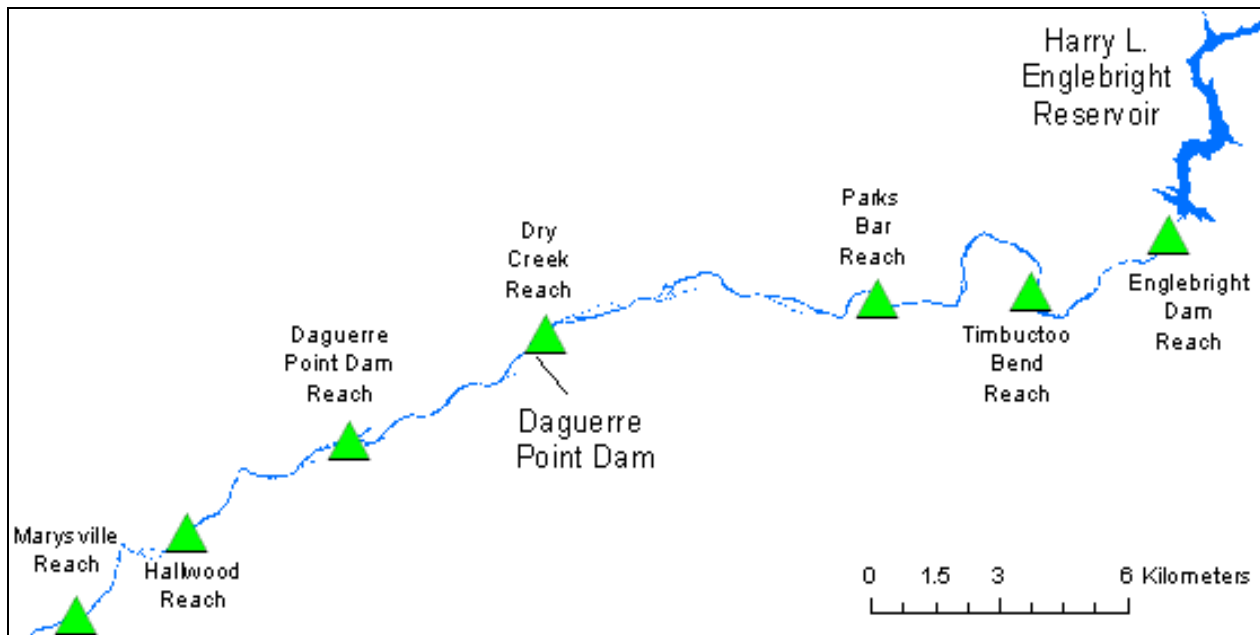 Harry L.
Englebright
Reservoir
Parks
Bar
Reach
Dry
Creek
Reach
Englebright
Dam
Reach
Timbuctoo
Bend
Reach
Daguerre
Point Dam
Reach
Daguerre
Point Dam
Marysville
Reach
Hallwood
Reach
0 1.5 3 6 Kilometers